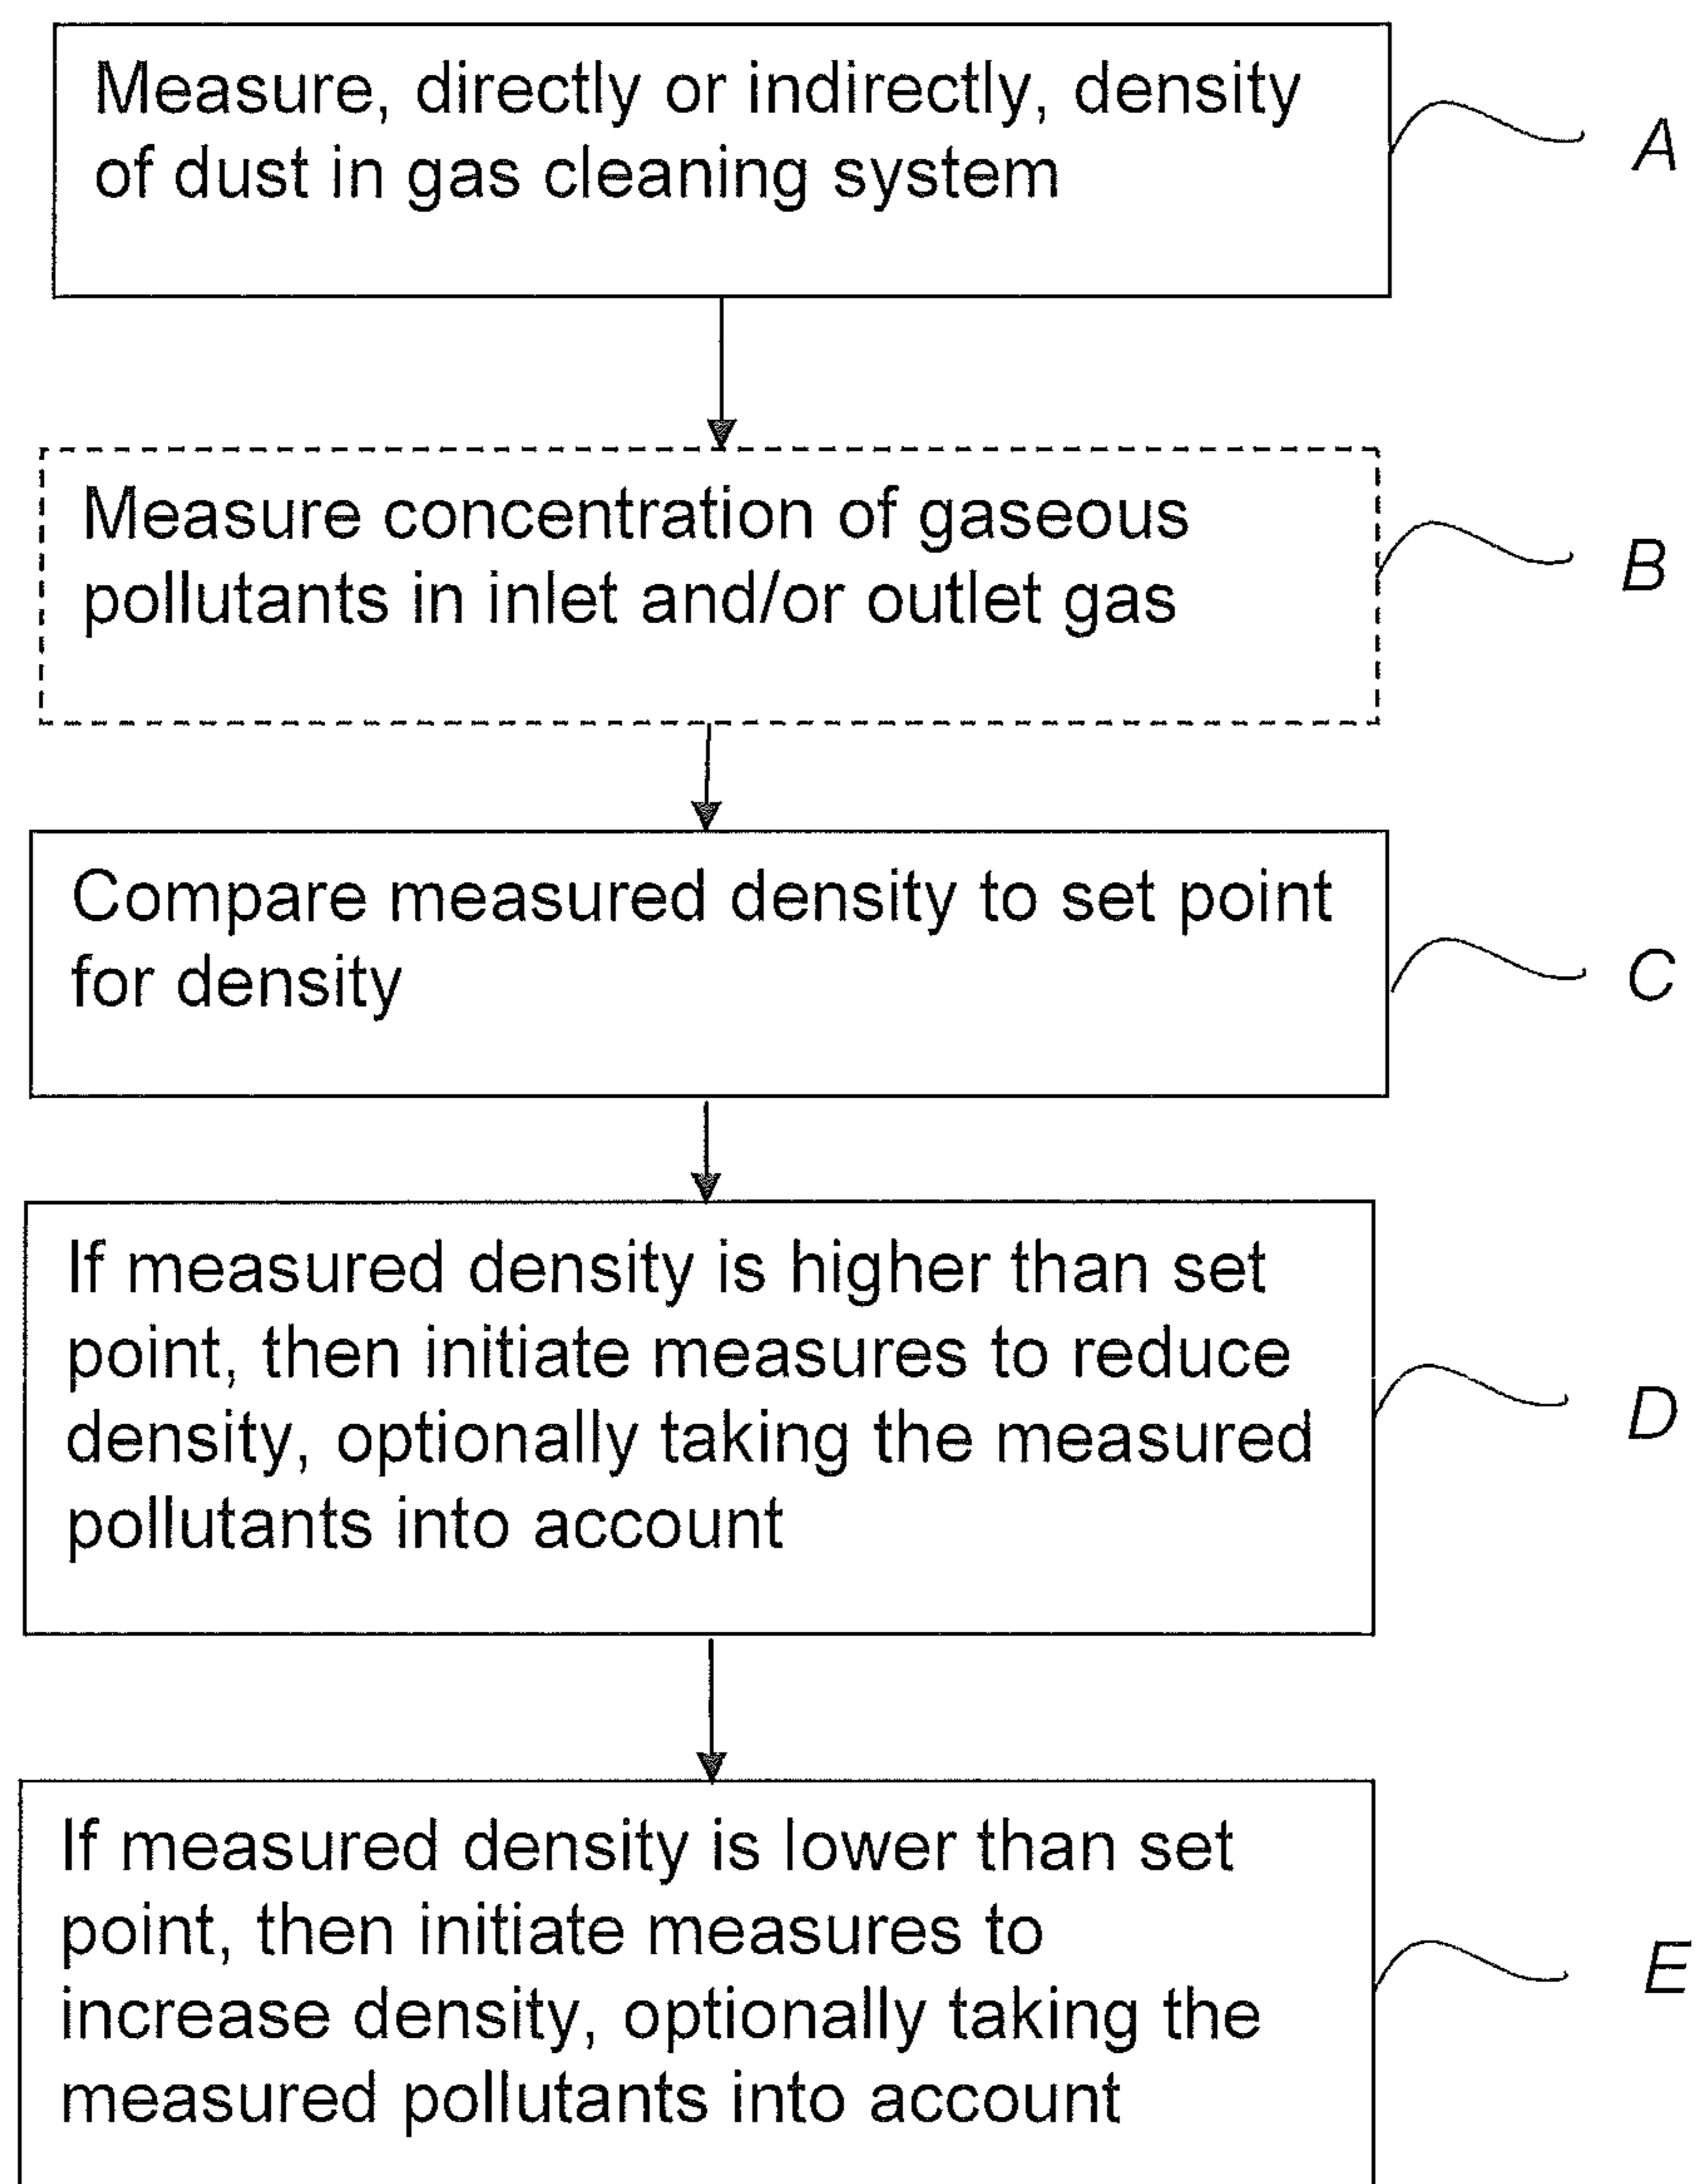 Measure, directly or indirectly, density
of dust in gas cleaning system
A
Measure concentration of gaseous
pollutants in inlet and/or outlet gas
B
Compare measured density to set point
for density
C
If measured density is higher than set
point, then initiate measures to reduce
density, optionally taking the measured
pollutants into account
D
If measured density is lower than set
point, then initiate measures to
increase density, optionally taking the
measured pollutants into account
E